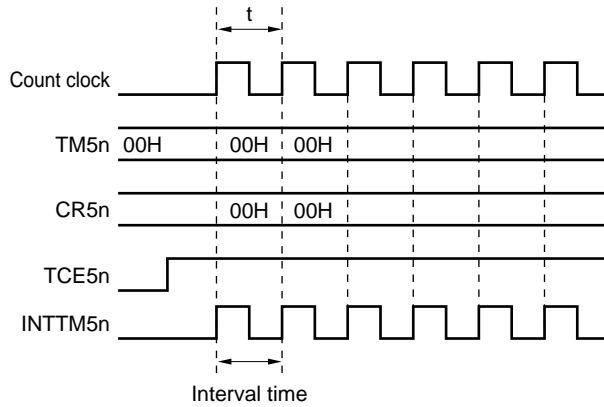 t
Count clock
TM5n 00H 00H 00H
CR5n 00H 00H
TCE5n
INTTM5n
Interval time